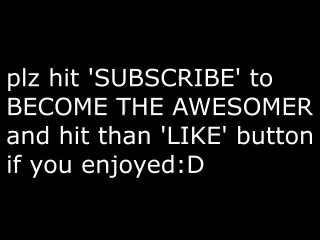 plz hit 'SUBSCRIBE' to
BECOME THE AWESOMER
and hit than 'LIKE' button
if you enjoyed:D